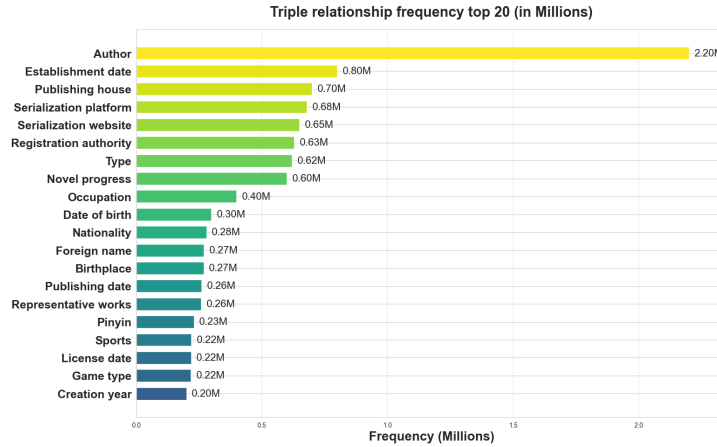 Triple relationship frequency top 20 (in Millions)
Author 2.20M
Establishment date 0.80M
Publishing house 0.70M
Serialization platform 0.68M
Serialization website 0.65M
Registration authority 0.63M
Type 0.62M
Novel progress 0.60M
Occupation 0.40M
Date of birth 0.30M
Nationality 0.28M
Foreign name 0.27M
Birthplace 0.27M
Publishing date 0.26M
Representative works 0.26M
Pinyin 0.23M
Sports 0.22M
License date 0.22M
Game type 0.22M
Creation year 0.20M
0.0 0.5 1.0 1.5 2.0
Frequency (Millions)